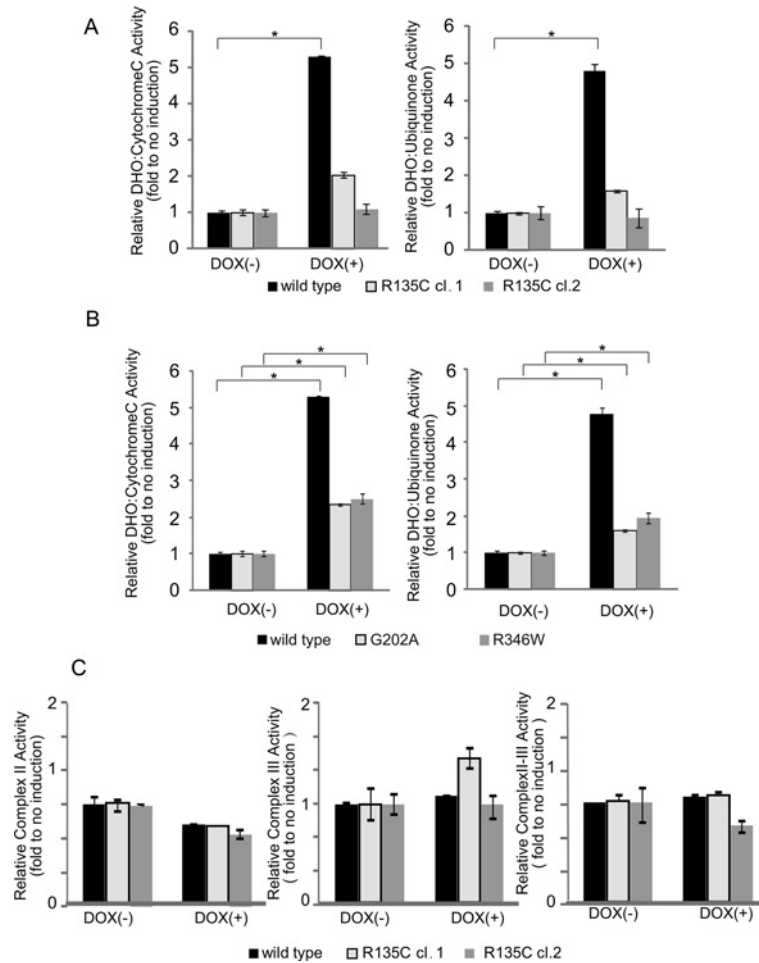 A
Relative DHO:CytochromeC Activity
(fold to no induction)
6
5
4
3
2
1
0
*
DOX(-)
DOX(+)
Relative DHO:Ubiquinone Activity
(fold to no induction)
6
5
4
3
2
1
0
*
DOX(-)
DOX(+)
wild type
R135C cl. 1
R135C cl.2
B
Relative DHO:CytochromeC Activity
(fold to no induction)
6
5
4
3
2
1
0
*
*
*
DOX(-)
DOX(+)
Relative DHO:Ubiquinone Activity
(fold to no induction)
6
5
4
3
2
1
0
*
*
*
DOX(-)
DOX(+)
wild type
G202A
R346W
C
Relative Complex II Activity
(fold to no induction)
2
1
0
DOX(-)
DOX(+)
Relative Complex III Activity
( fold to no induction )
2
1
0
DOX(-)
DOX(+)
Relative ComplexII-III Activity
( fold to no induction )
2
1
0
DOX(-)
DOX(+)
wild type
R135C cl. 1
R135C cl.2